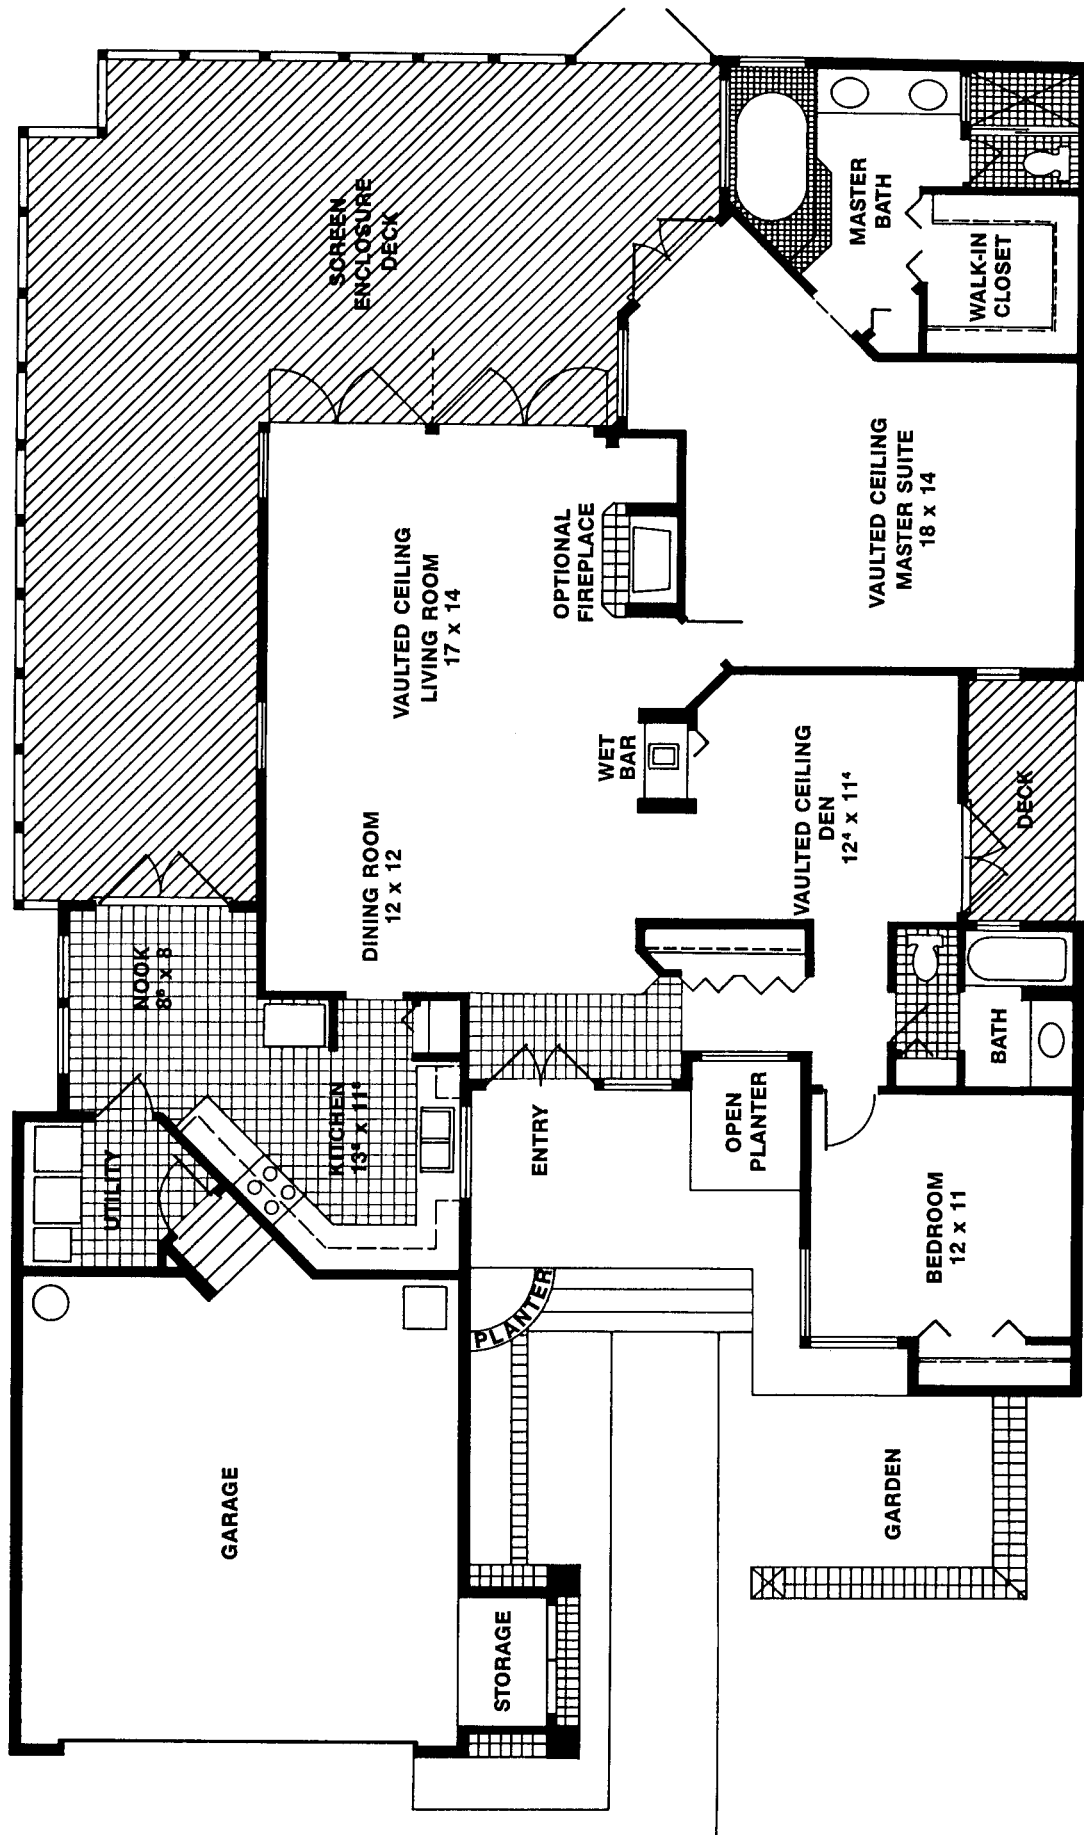 SCREEN
ENCLOSURE
DECK
MASTER
BATH
WALK-IN
CLOSET
VAULTED CEILING
LIVING ROOM
17 x 14
OPTIONAL
FIREPLACE
VAULTED CEILING
MASTER SUITE
18 x 14
WET
BAR
DINING ROOM
12 x 12
VAULTED CEILING
DEN
12⁴ x 11⁴
DECK
NOOK
8⁶ x 8
KITCHEN
UTILITY
ENTRY
OPEN
PLANTER
BATH
BEDROOM
12 x 11
PLANTER
GARAGE
GARDEN
STORAGE